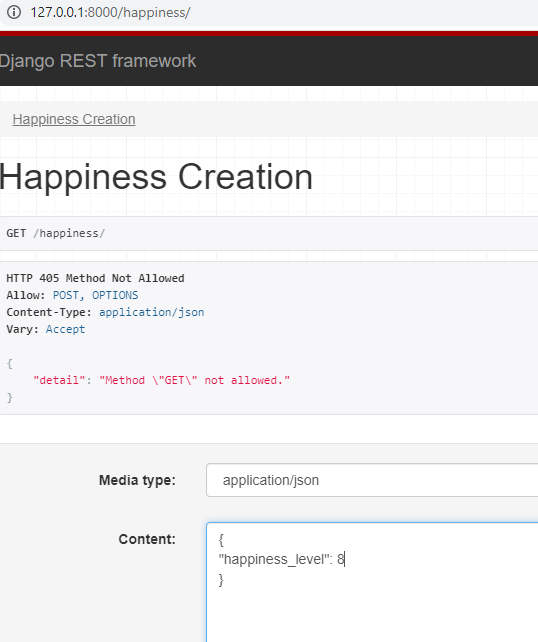 127.0.0.1:8000/happiness/
Django REST framework
Happiness Creation
Happiness Creation
GET /happiness/
HTTP 405 Method Not Allowed
Allow: POST, OPTIONS
Content-Type: application/json
Vary: Accept
{
"detail": "Method \"GET\" not allowed."
}
Media type: application/json
Content:
{
"happiness_level": 8
}